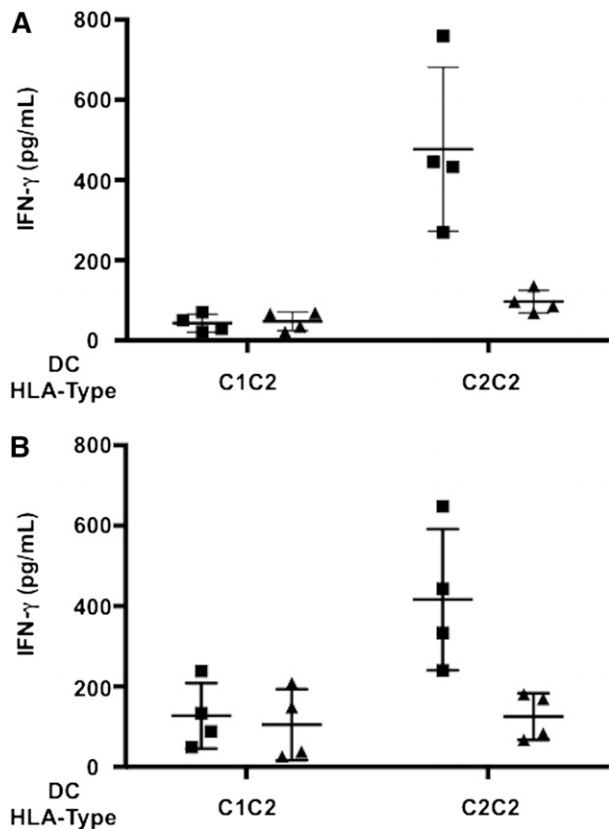 A
800
600
400
200
0
IFN-γ (pg/mL)
DC
HLA-Type
C1C2
C2C2
B
800
600
400
200
0
IFN-γ (pg/mL)
DC
HLA-Type
C1C2
C2C2